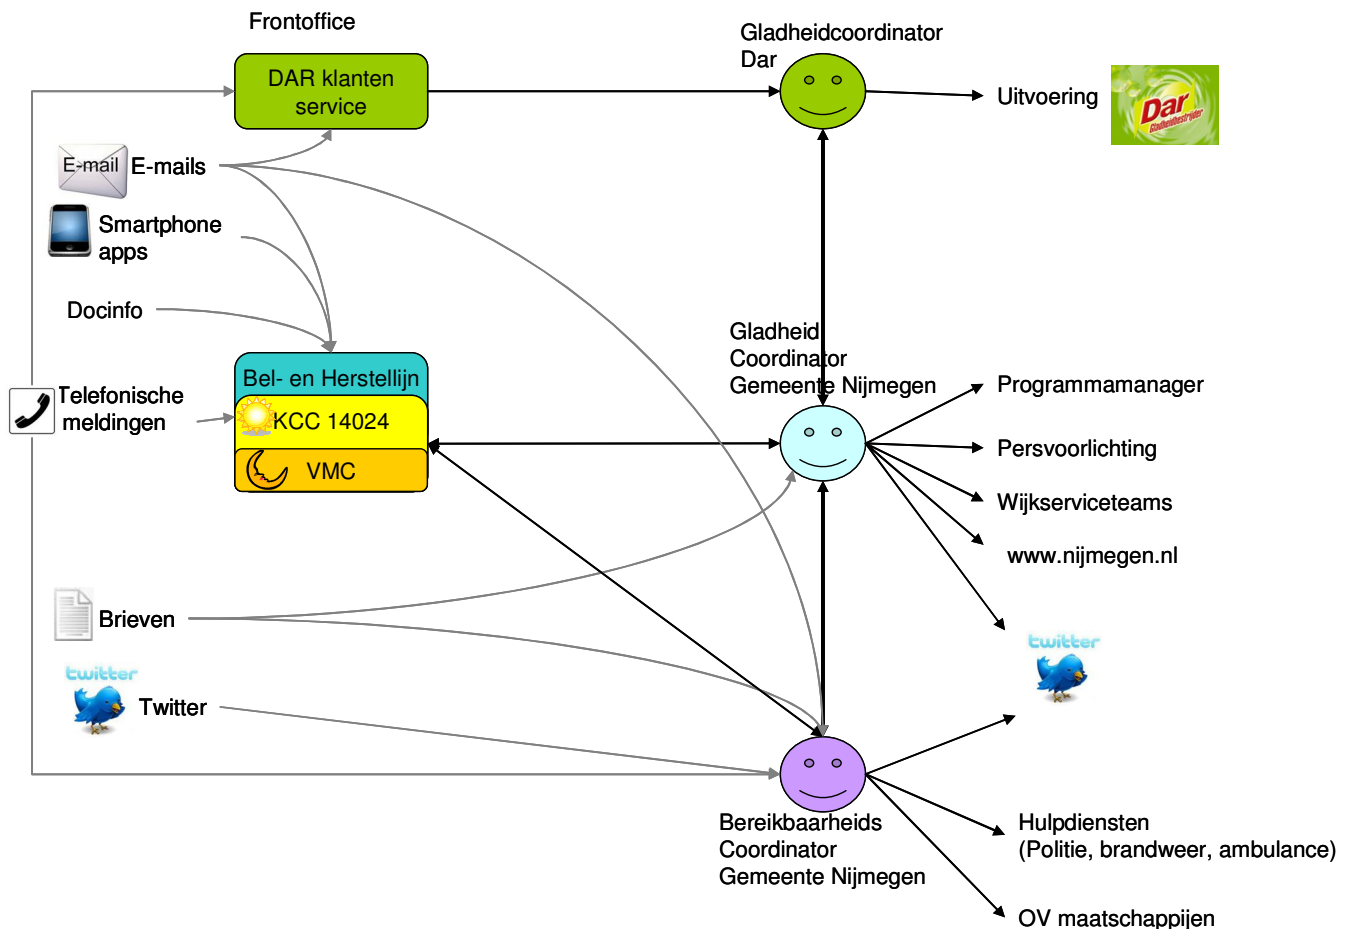 Frontoffice
Gladheidcoordinator
Dar
DAR klanten
service
Uitvoering
Dar
Gladheidbestrijder
E-mail
E-mails
Smartphone
apps
Docinfo
Gladheid
Coordinator
Gemeente Nijmegen
Bel- en Herstellijn
KCC 14024
VMC
Telefonische
meldingen
Programmamanager
Persvoorlichting
Wijkserviceteams
www.nijmegen.nl
Brieven
twitter
Twitter
twitter
Bereikbaarheids
Coordinator
Gemeente Nijmegen
Hulpdiensten
(Politie, brandweer, ambulance)
OV maatschappijen